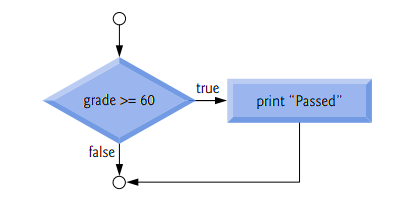 true
grade >= 60
print “Passed”
false